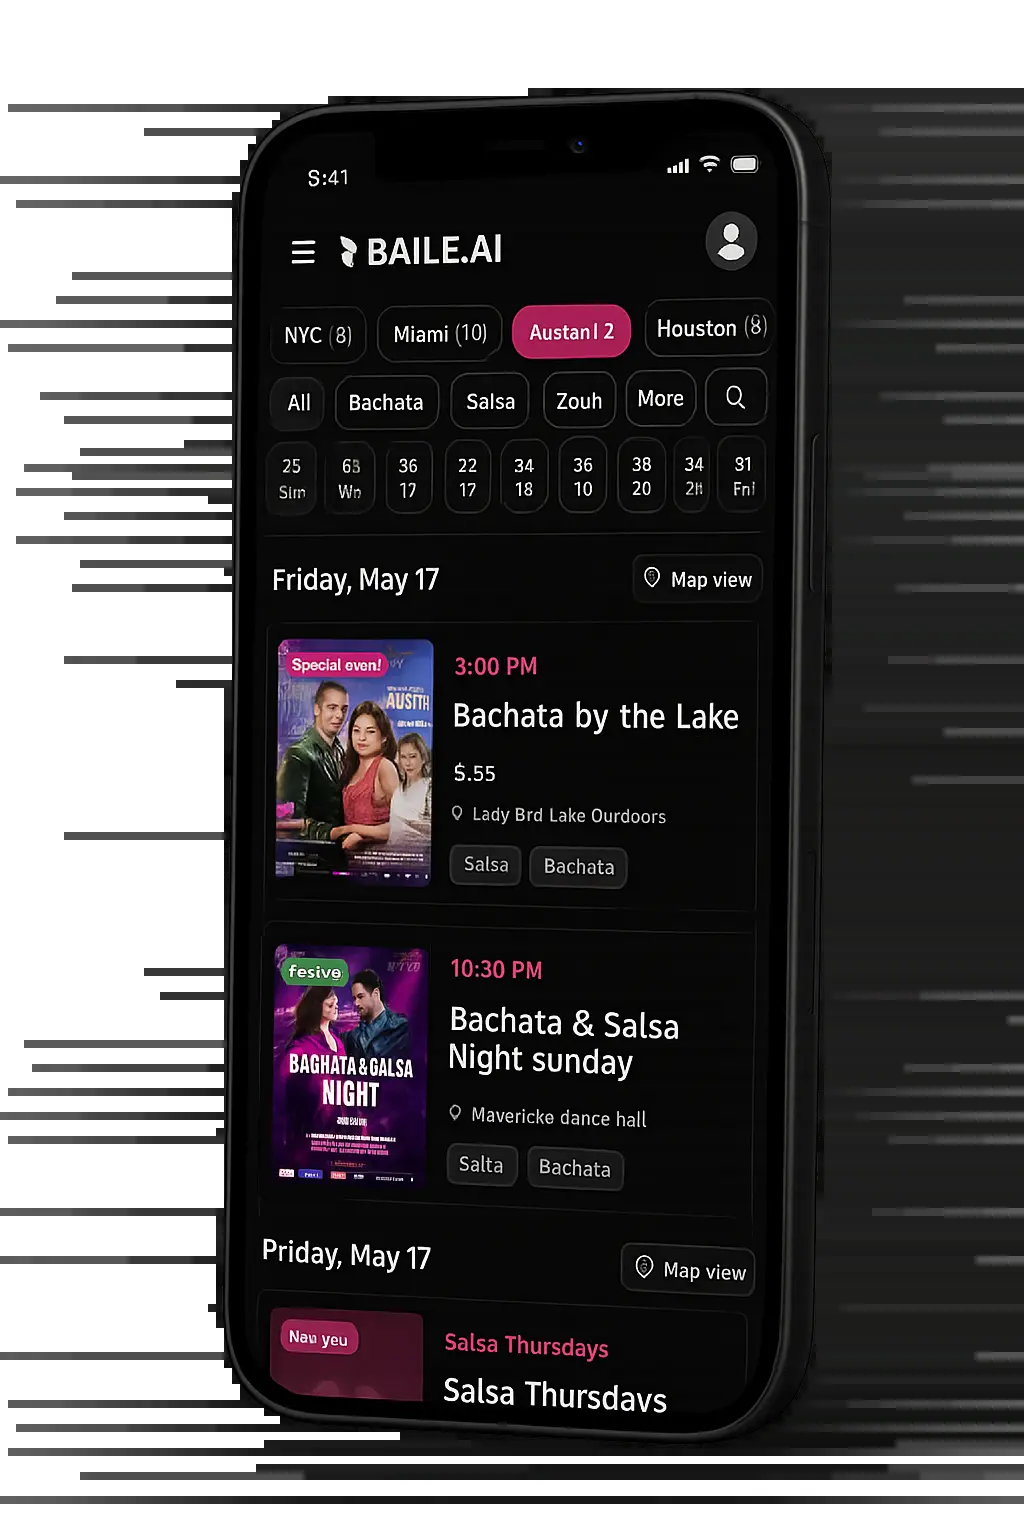 S:41
BAILE.AI
NYC (8) Miami (10) Austanl 2 Houston (8)
All Bachata Salsa Zouh More
25 63 36 22 34 36 38 34 31
Sim Wn 17 17 18 10 20 2h Fni
Friday, May 17
Map view
Special even!
AUSITH
3:00 PM
Bachata by the Lake
$.55
Lady Brd Lake Ourdoors
Salsa Bachata
fesive
BAGHATA & GALSA
NIGHT
10:30 PM
Bachata & Salsa
Night sunday
Mavericke dance hall
Salta Bachata
Priday, May 17
Map view
Nau yeu
Salsa Thursdays
Salsa Thursdavs